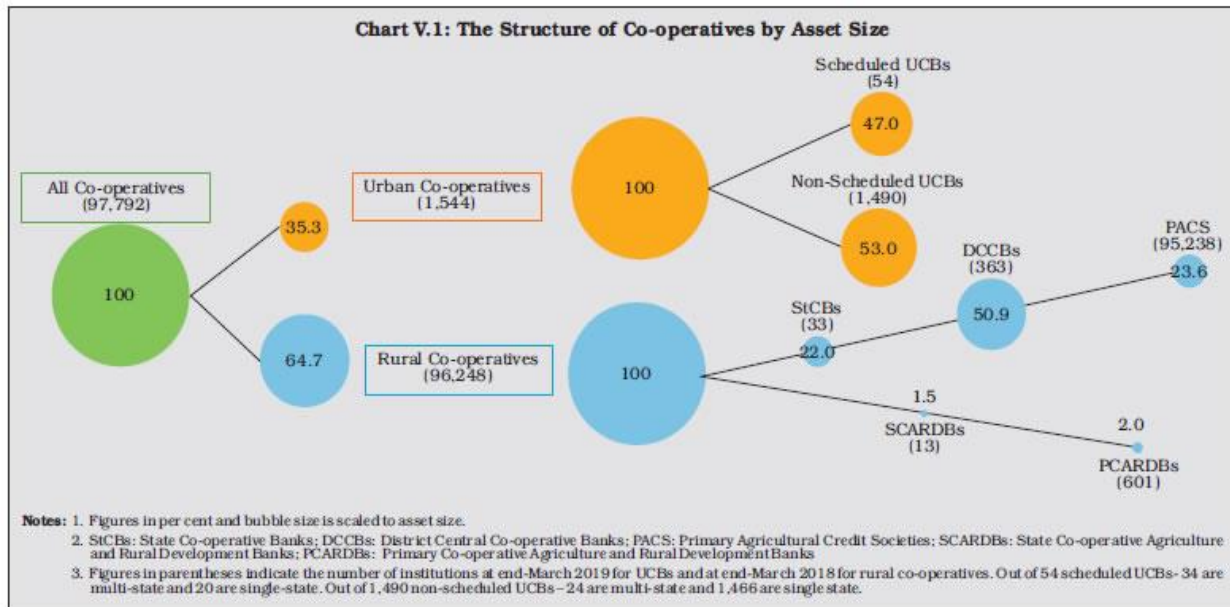 Chart V.1: The Structure of Co-operatives by Asset Size
All Co-operatives
(97,792)
100
35.3
64.7
Urban Co-operatives
(1,544)
100
Scheduled UCBs
(54)
47.0
Non-Scheduled UCBs
(1,490)
53.0
Rural Co-operatives
(96,248)
100
StCBs
(33)
22.0
DCCBs
(363)
50.9
PACS
(95,238)
23.6
1.5
SCARDBs
(13)
2.0
PCARDBs
(601)
Notes: 1. Figures in per cent and bubble size is scaled to asset size.
2. StCBs: State Co-operative Banks; DCCBs: District Central Co-operative Banks; PACS: Primary Agricultural Credit Societies; SCARDBs: State Co-operative Agriculture
and Rural Development Banks; PCARDBs: Primary Co-operative Agriculture and Rural Development Banks
3. Figures in parentheses indicate the number of institutions at end-March 2019 for UCBs and at end-March 2018 for rural co-operatives. Out of 54 scheduled UCBs- 34 are
multi-state and 20 are single-state. Out of 1,490 non-scheduled UCBs – 24 are multi-state and 1,466 are single state.